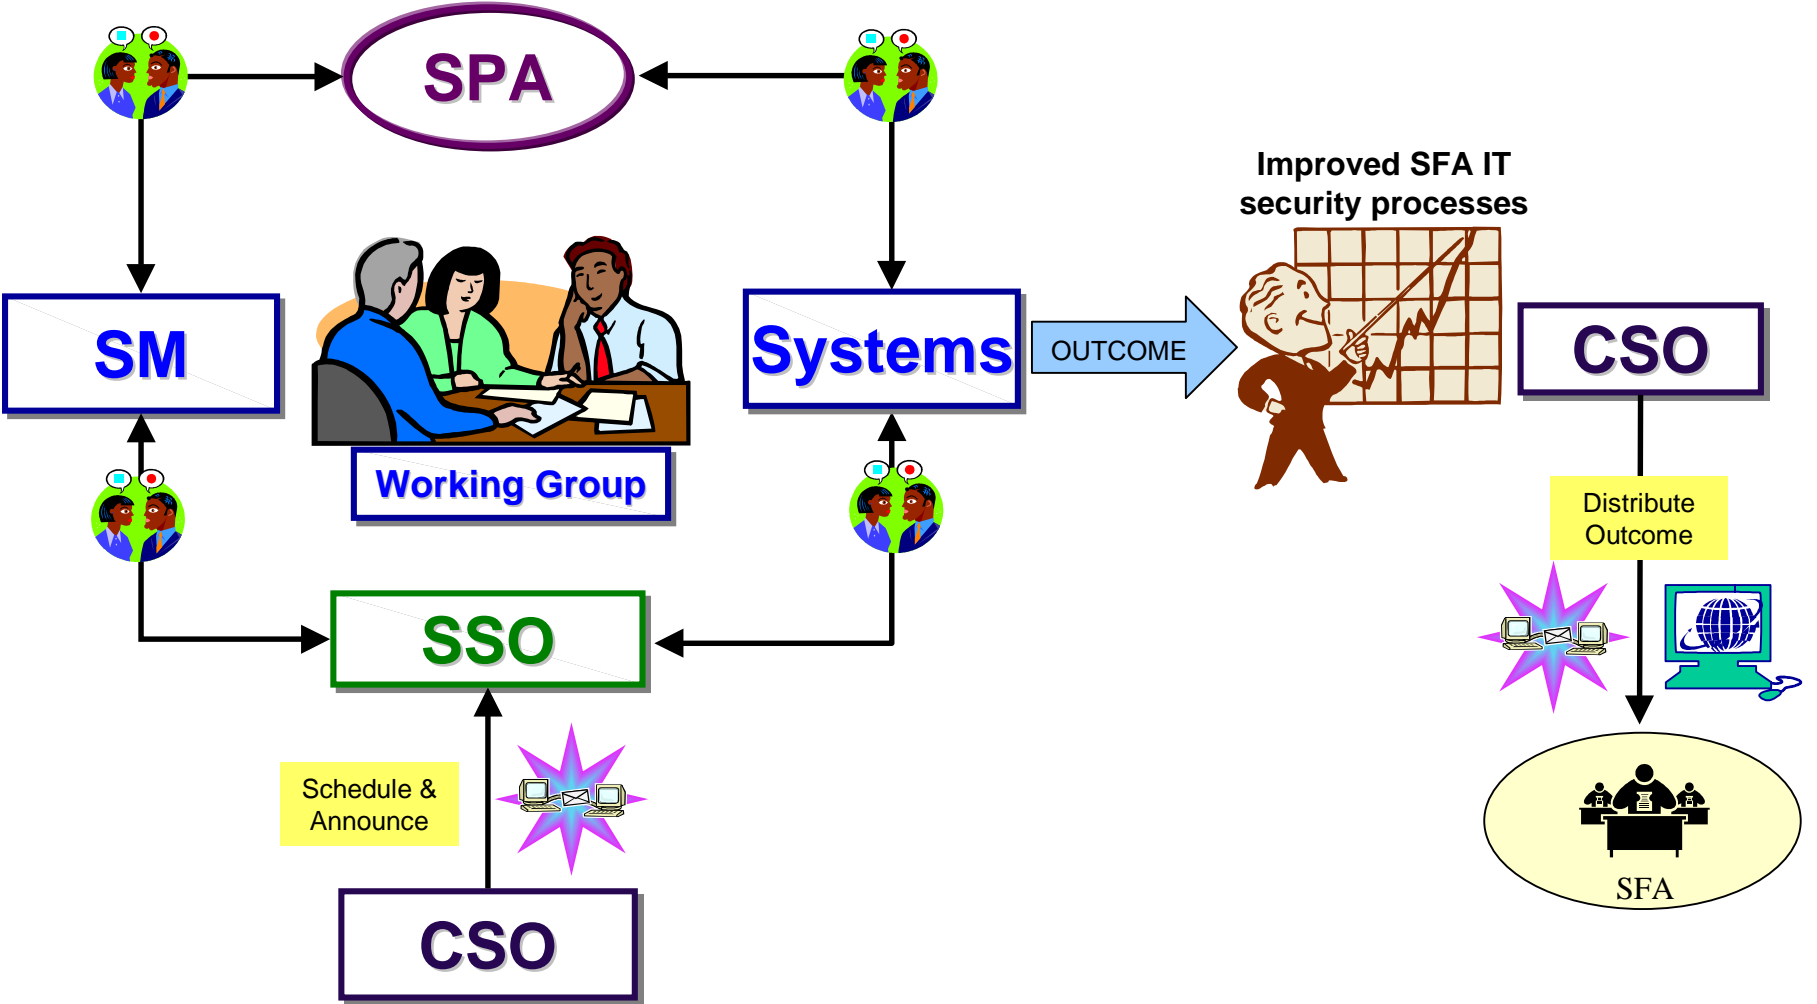 SPA
Improved SFA IT
security processes
SM
Systems
OUTCOME
CSO
Working Group
Distribute
Outcome
SSO
Schedule &
Announce
SFA
CSO